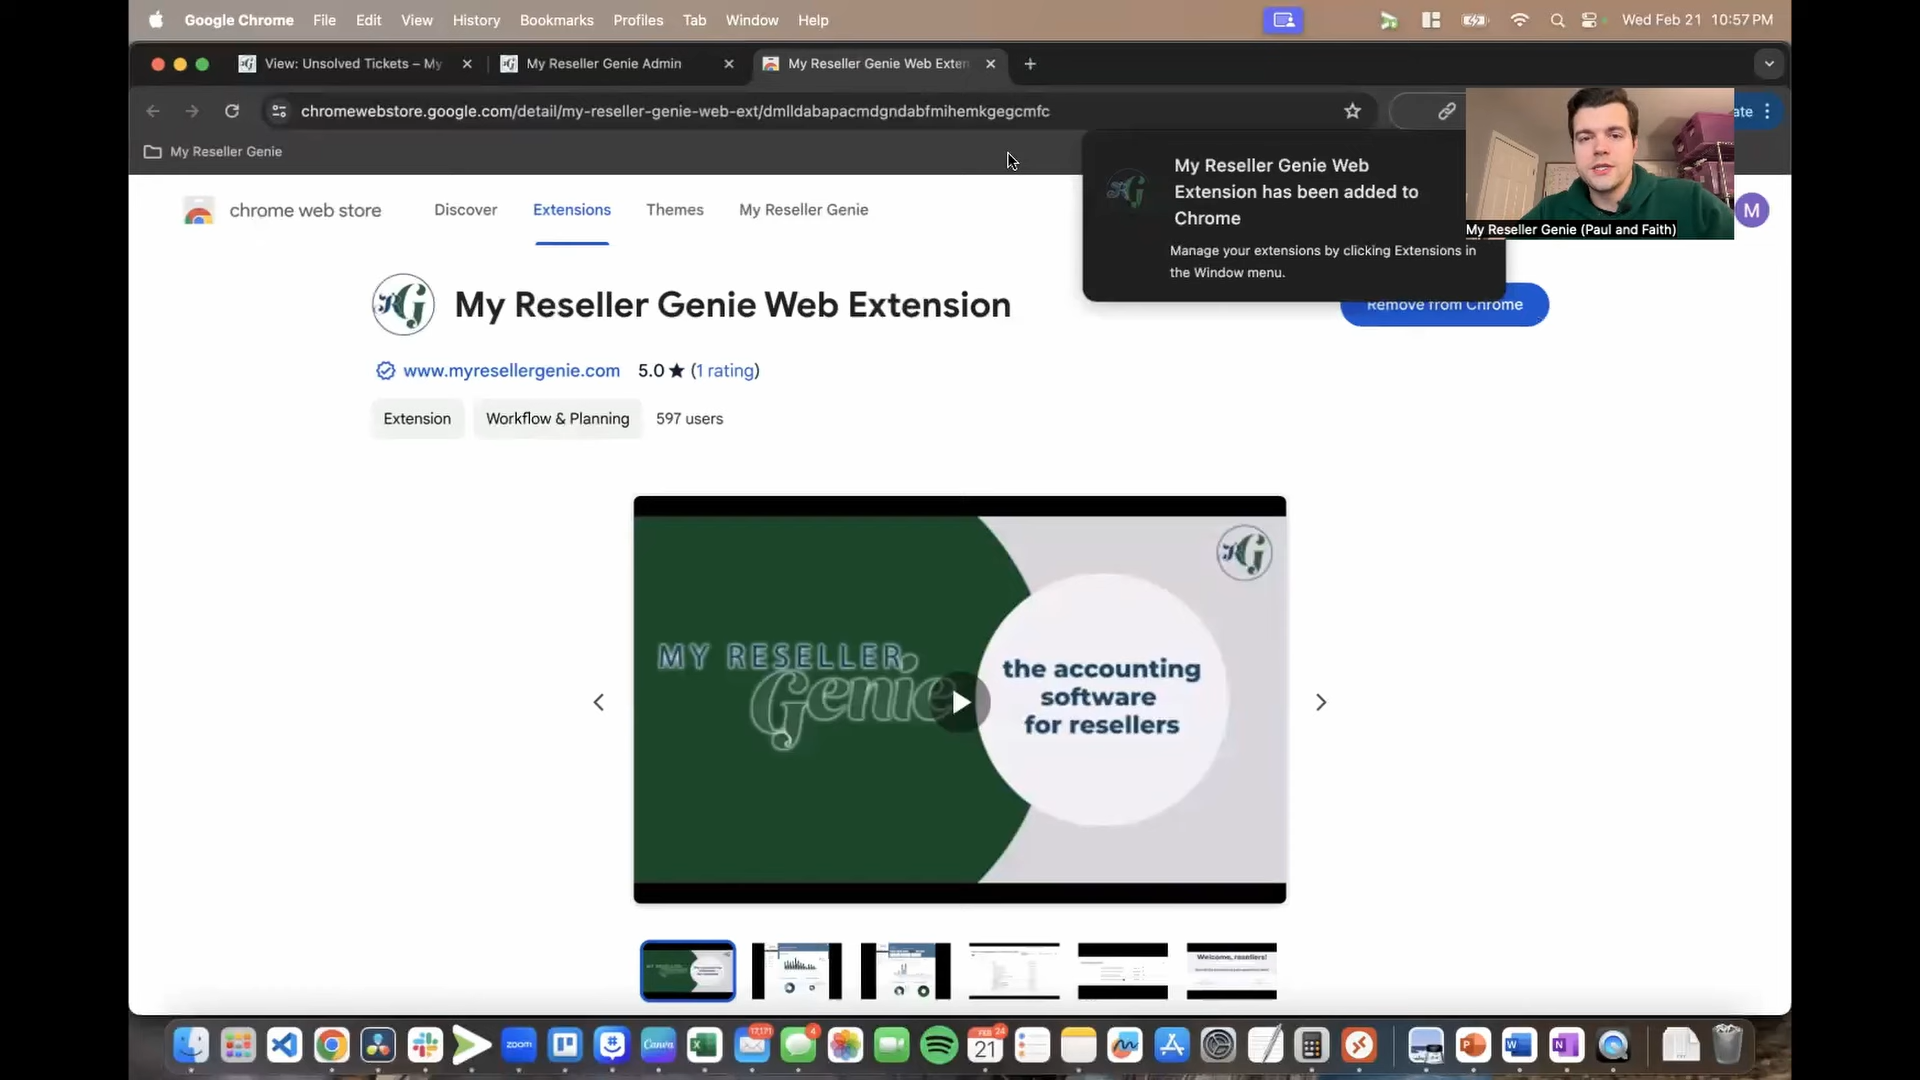 Google Chrome File Edit View History Bookmarks Profiles Tab Window Help Wed Feb 21 10:57 PM
View: Unsolved Tickets – My
My Reseller Genie Admin
My Reseller Genie Web Exten
chromewebstore.google.com/detail/my-reseller-genie-web-ext/dmlldabapacmdgndabfmihemkgegcmfc
ate
My Reseller Genie
My Reseller Genie Web
Extension has been added to
Chrome
Manage your extensions by clicking Extensions in
the Window menu.
My Reseller Genie (Paul and Faith)
M
chrome web store
Discover
Extensions
Themes
My Reseller Genie
My Reseller Genie Web Extension
Remove from Chrome
www.myresellergenie.com 5.0 ★ (1 rating)
Extension
Workflow & Planning
597 users
MY RESELLER
Genie
the accounting
software
for resellers
Welcome, resellers!
zoom
Canva
17,171
4
FEB 24
21